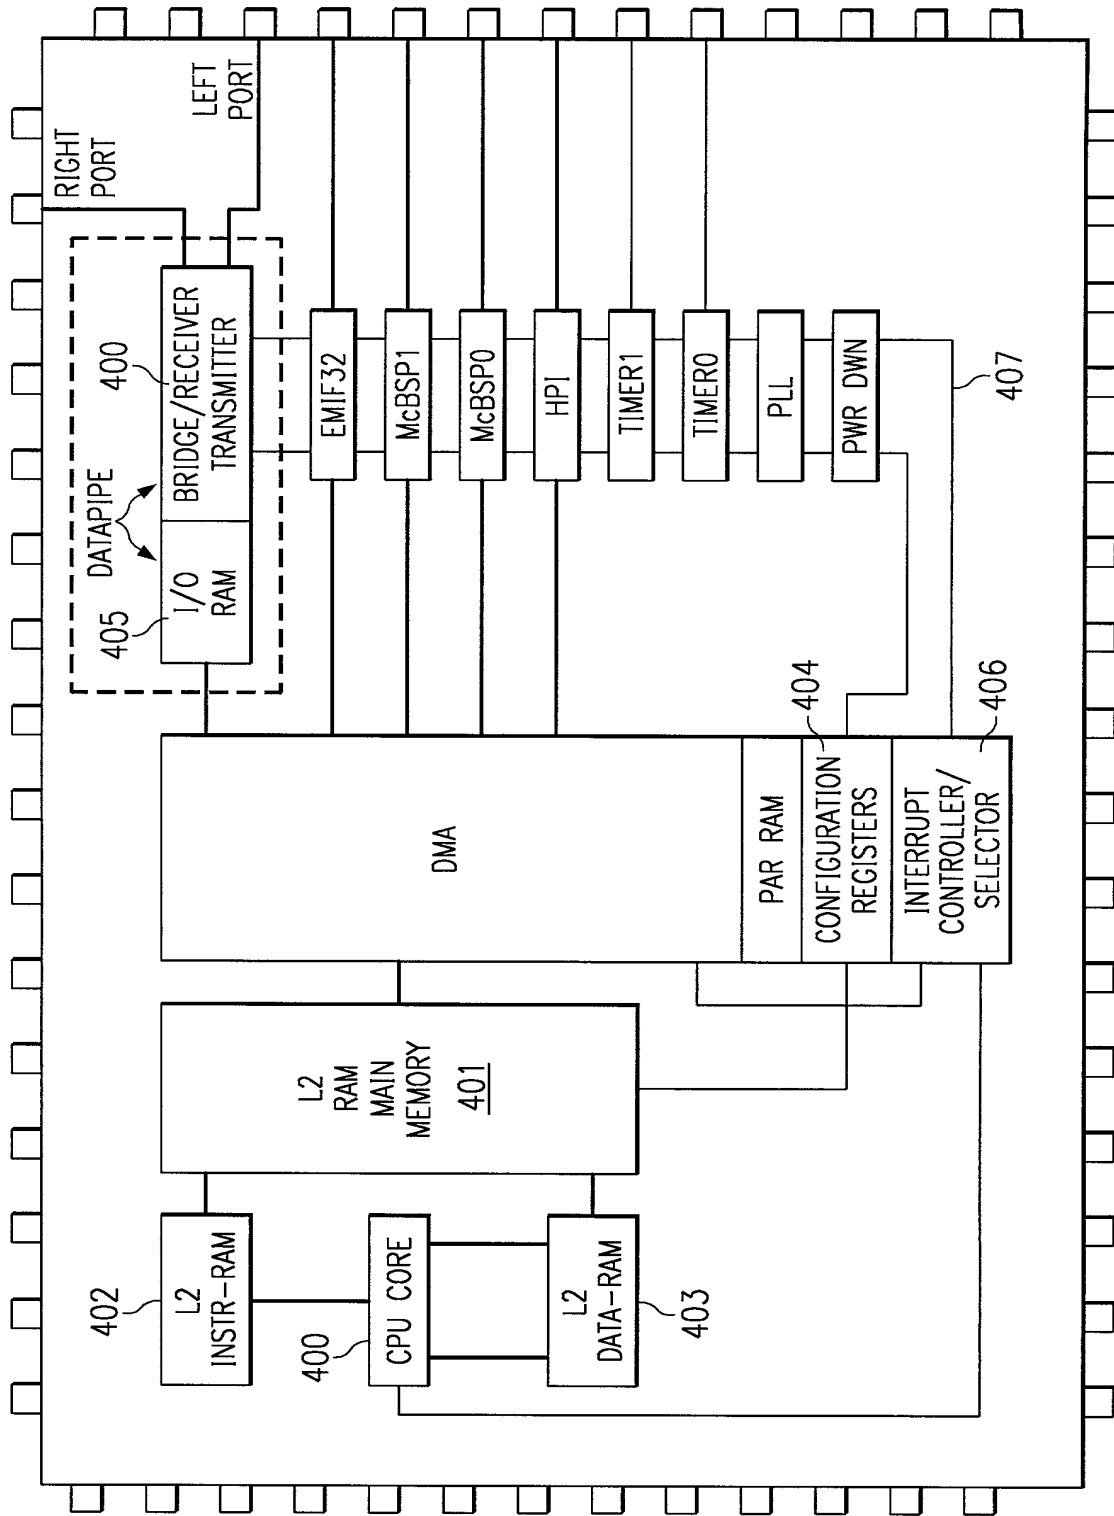 RIGHT
PORT
LEFT
PORT
DATAPIPE
400
BRIDGE/RECEIVER
TRANSMITTER
405
I/O
RAM
EMIF32
McBSP1
McBSP0
HPI
TIMER1
TIMER0
PLL
PWR DWN
407
DMA
PAR RAM
CONFIGURATION
REGISTERS
404
INTERRUPT
CONTROLLER/
SELECTOR
406
L2
RAM
MAIN
MEMORY
401
402
L2
INSTR-RAM
400
CPU CORE
L2
DATA-RAM
403